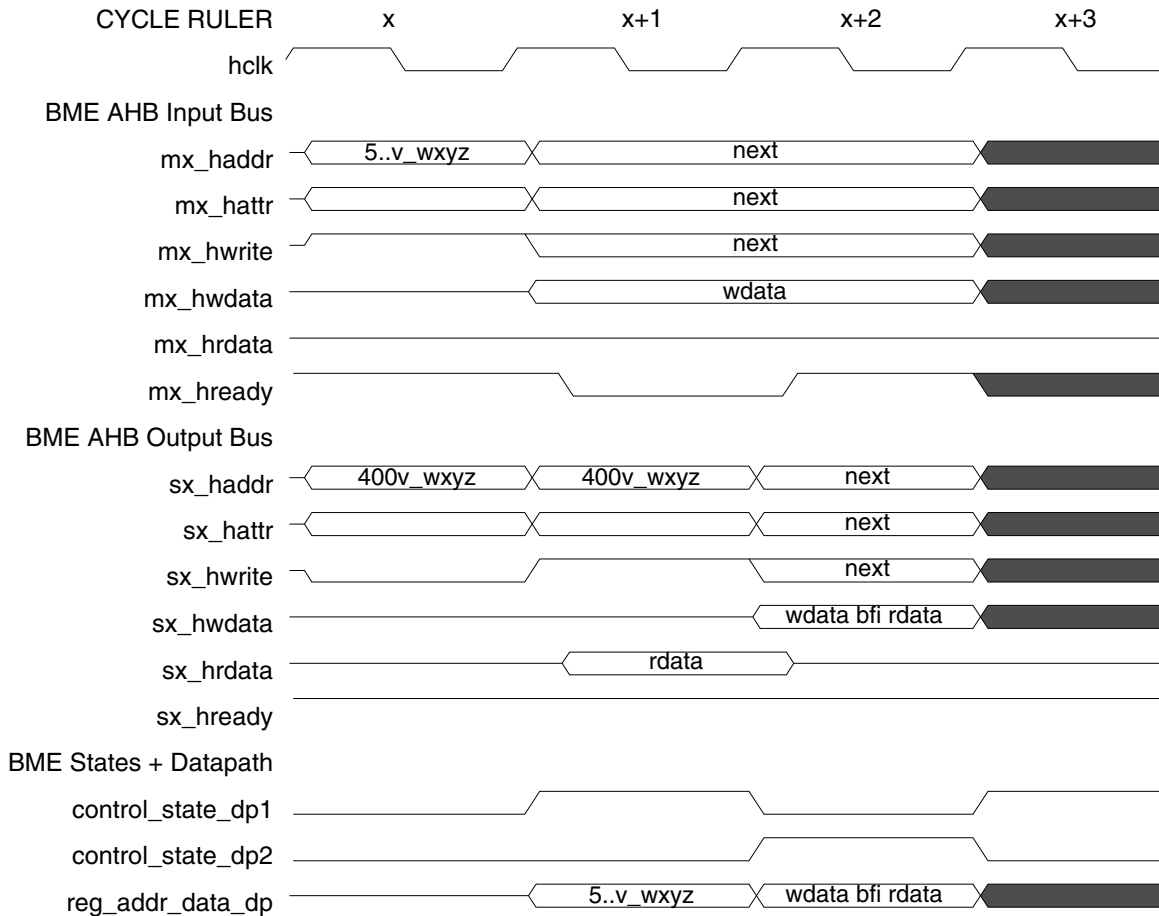 CYCLE RULER x x+1 x+2 x+3
hclk
BME AHB Input Bus
mx_haddr 5..v_wxyz next
mx_hattr next
mx_hwrite next
mx_hwdata wdata
mx_hrdata
mx_hready
BME AHB Output Bus
sx_haddr 400v_wxyz 400v_wxyz next
sx_hattr next
sx_hwrite next
sx_hwdata wdata bfi rdata
sx_hrdata rdata
sx_hready
BME States + Datapath
control_state_dp1
control_state_dp2
reg_addr_data_dp 5..v_wxyz wdata bfi rdata